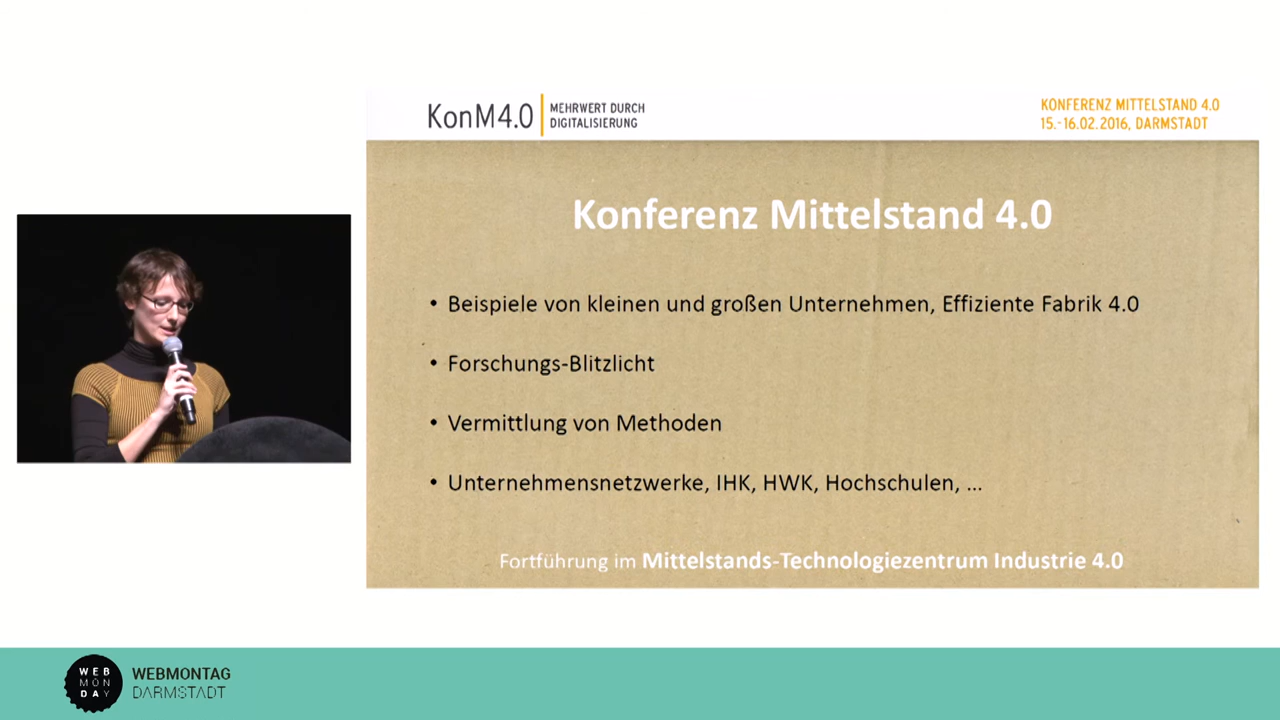 KonM4.0
MEHRWERT DURCH
DIGITALISIERUNG
KONFERENZ MITTELSTAND 4.0
15.-16.02.2016, DARMSTADT
Konferenz Mittelstand 4.0
• Beispiele von kleinen und großen Unternehmen, Effiziente Fabrik 4.0
• Forschungs-Blitzlicht
• Vermittlung von Methoden
• Unternehmensnetzwerke, IHK, HWK, Hochschulen, ...
Fortführung im Mittelstands-Technologiezentrum Industrie 4.0
WEB
MON
DAY
WEBMONTAG
DARMSTADT